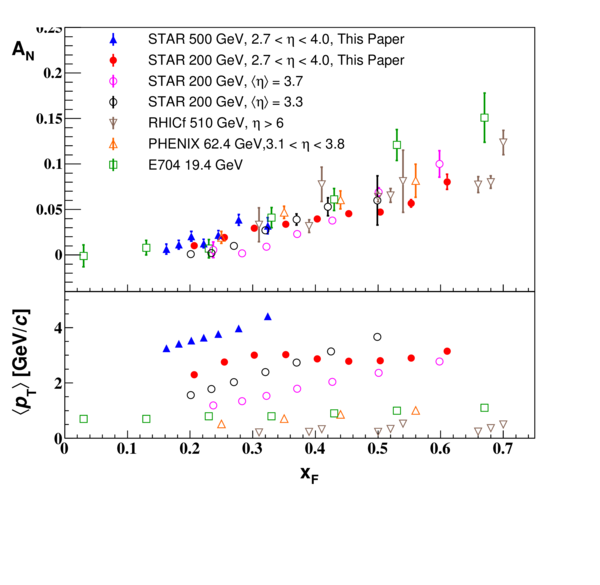 0.25
A_N
STAR 500 GeV, 2.7 < η < 4.0, This Paper
STAR 200 GeV, 2.7 < η < 4.0, This Paper
0.2
STAR 200 GeV, ⟨η⟩ = 3.7
STAR 200 GeV, ⟨η⟩ = 3.3
0.15
RHICf 510 GeV, η > 6
PHENIX 62.4 GeV,3.1 < η < 3.8
0.1
E704 19.4 GeV
0.05
0
⟨p_T⟩ [GeV/c]
4
2
0
0 0.1 0.2 0.3 0.4 0.5 0.6 0.7
x_F